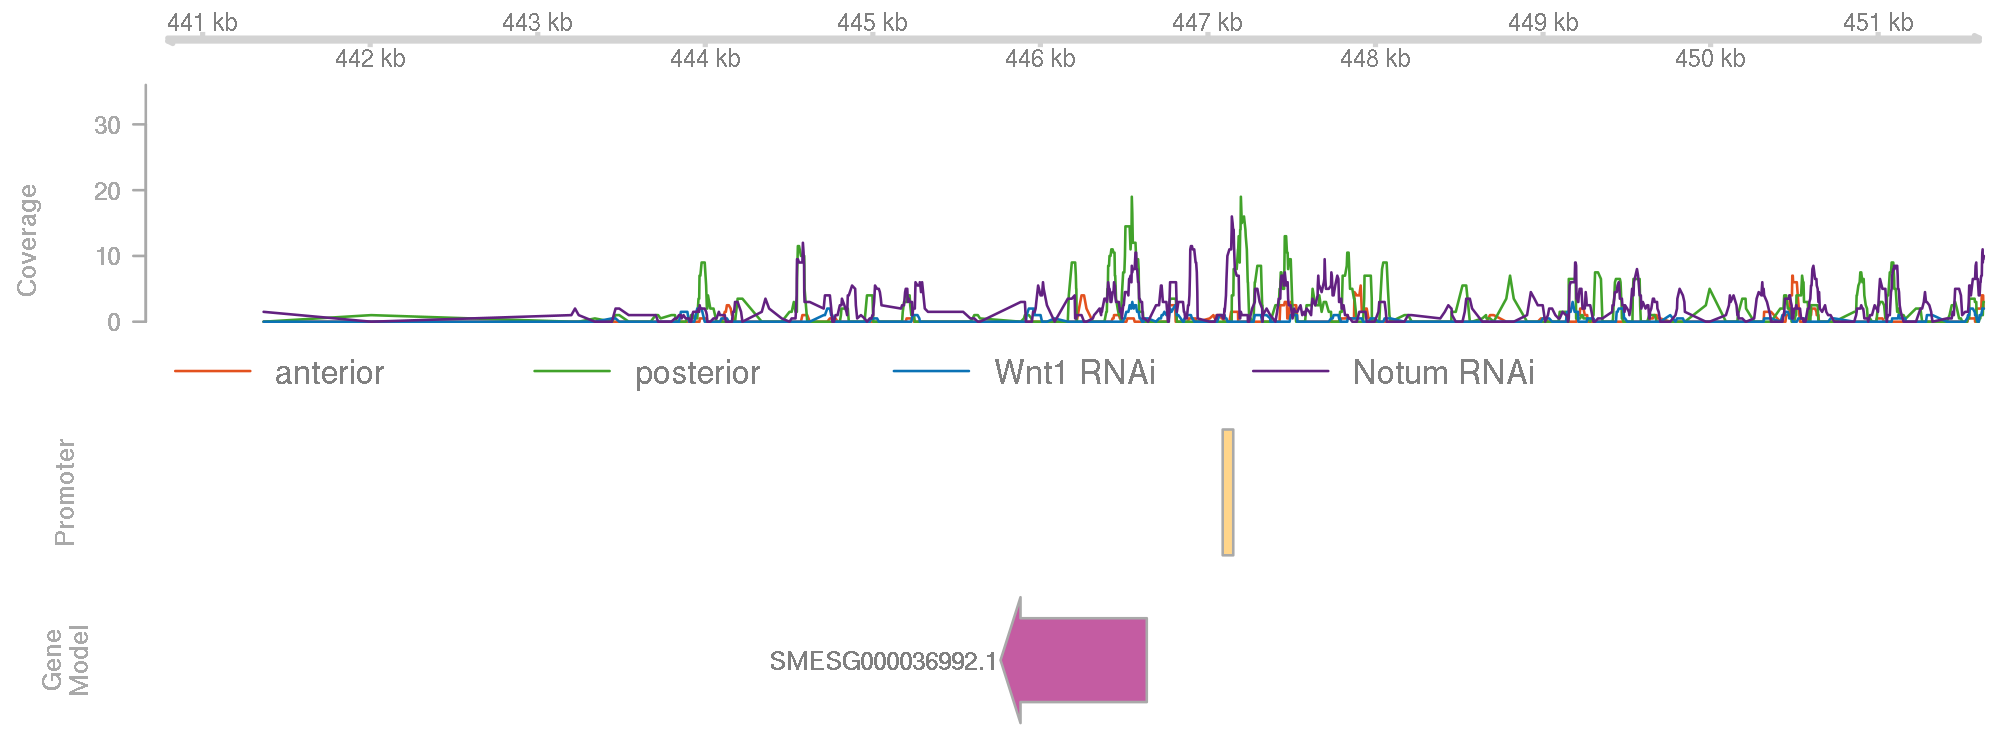 441 kb 443 kb 445 kb 447 kb 449 kb 451 kb
442 kb 444 kb 446 kb 448 kb 450 kb
30
20
10
0
Coverage
anterior posterior Wnt1 RNAi Notum RNAi
Promoter
Gene
Model
SMESG000036992.1